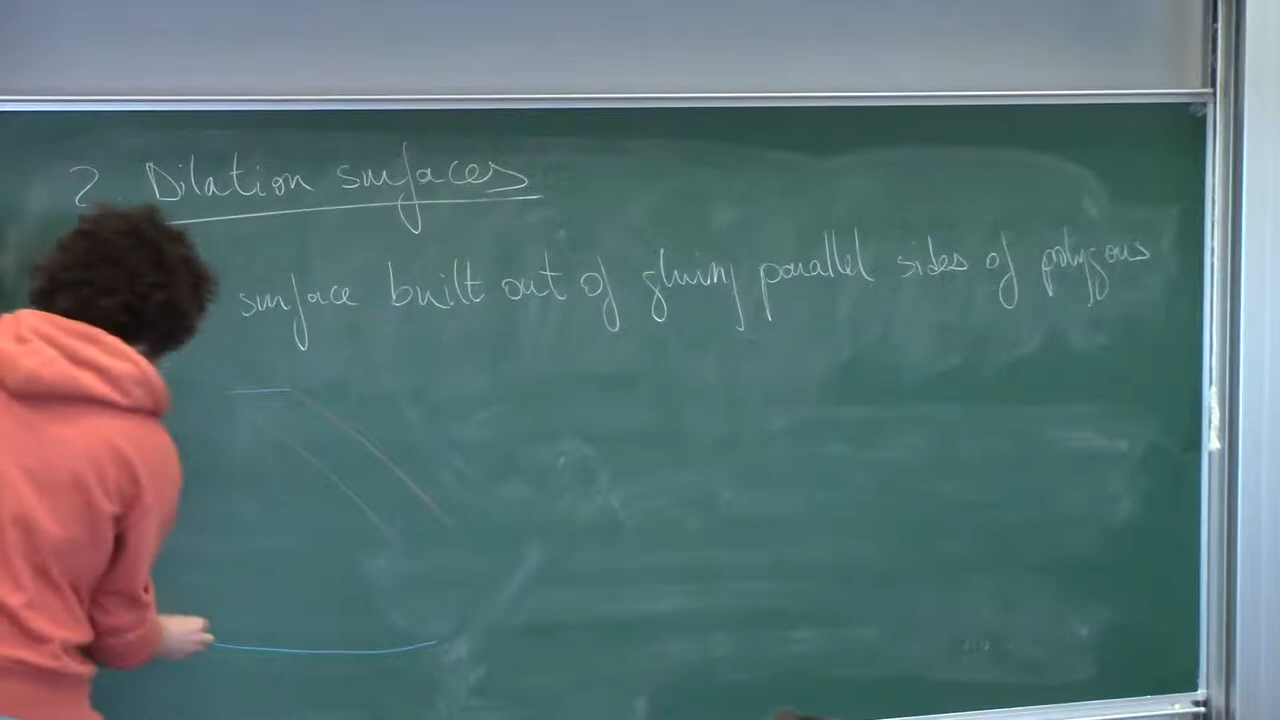 2. Dilation surfaces
surface built out of gluing parallel sides of polygons